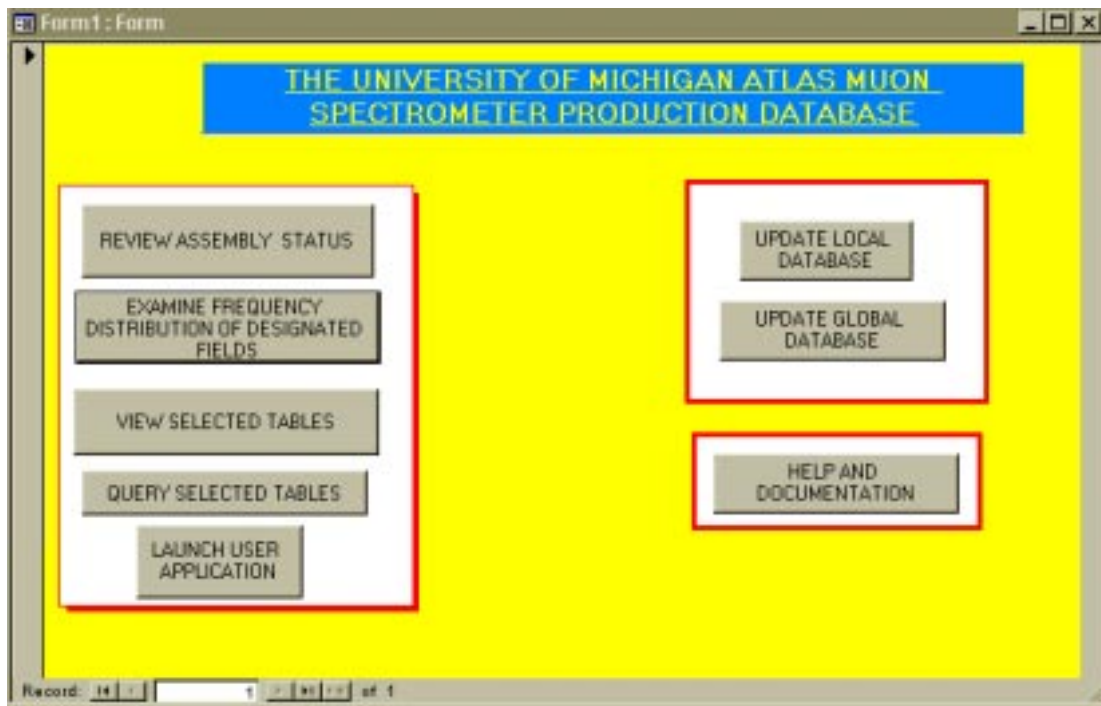 Form1 : Form
THE UNIVERSITY OF MICHIGAN ATLAS MUON
SPECTROMETER PRODUCTION DATABASE
REVIEW ASSEMBLY STATUS
EXAMINE FREQUENCY
DISTRIBUTION OF DESIGNATED
FIELDS
VIEW SELECTED TABLES
QUERY SELECTED TABLES
LAUNCH USER
APPLICATION
UPDATE LOCAL
DATABASE
UPDATE GLOBAL
DATABASE
HELP AND
DOCUMENTATION
Record: 1 of 1